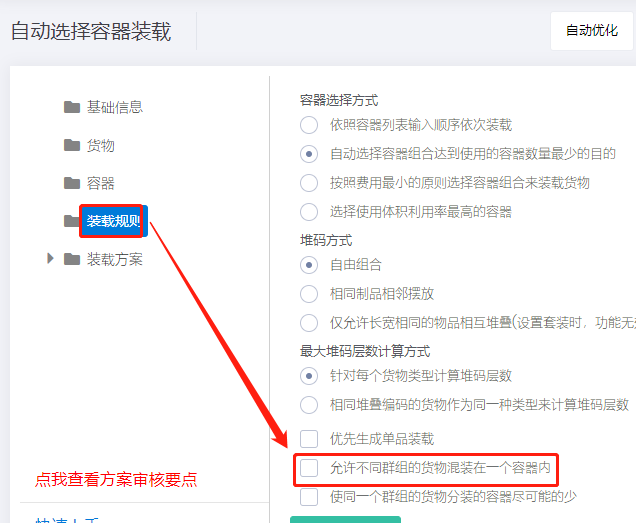 自动选择容器装载
自动优化
基础信息
货物
容器
装载规则
装载方案
点我查看方案审核要点
容器选择方式
依照容器列表输入顺序依次装载
自动选择容器组合达到使用的容器数量最少的目的
按照费用最小的原则选择容器组合来装载货物
选择使用体积利用率最高的容器
堆码方式
自由组合
相同制品相邻摆放
仅允许长宽相同的物品相互堆叠(设置套装时，功能无
最大堆码层数计算方式
针对每个货物类型计算堆码层数
相同堆叠编码的货物作为同一种类型来计算堆码层数
优先生成单品装载
允许不同群组的货物混装在一个容器内
使同一个群组的货物分装的容器尽可能的少